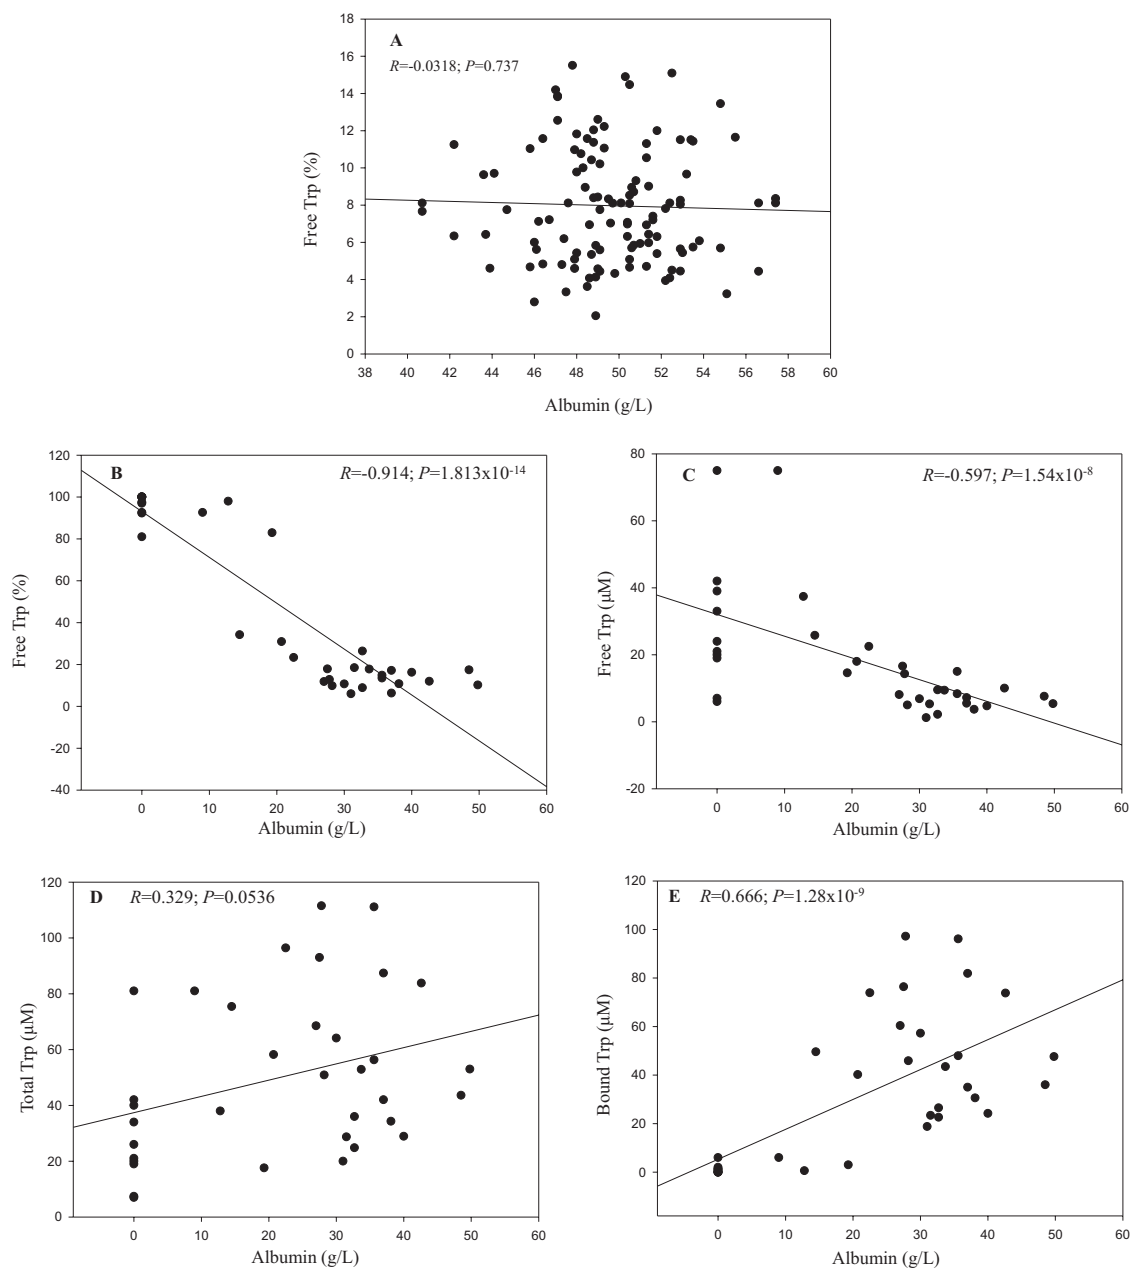 A
R=-0.0318; P=0.737
18
16
14
12
10
8
6
4
2
0
38 40 42 44 46 48 50 52 54 56 58 60
Free Trp (%)
Albumin (g/L)
B
R=-0.914; P=1.813x10-14
120
100
80
60
40
20
0
-20
-40
0 10 20 30 40 50 60
Free Trp (%)
Albumin (g/L)
C
R=-0.597; P=1.54x10-8
80
60
40
20
0
-20
0 10 20 30 40 50 60
Free Trp (µM)
Albumin (g/L)
D R=0.329; P=0.0536
120
100
80
60
40
20
0
0 10 20 30 40 50 60
Total Trp (µM)
Albumin (g/L)
E R=0.666; P=1.28x10-9
120
100
80
60
40
20
0
0 10 20 30 40 50 60
Bound Trp (µM)
Albumin (g/L)